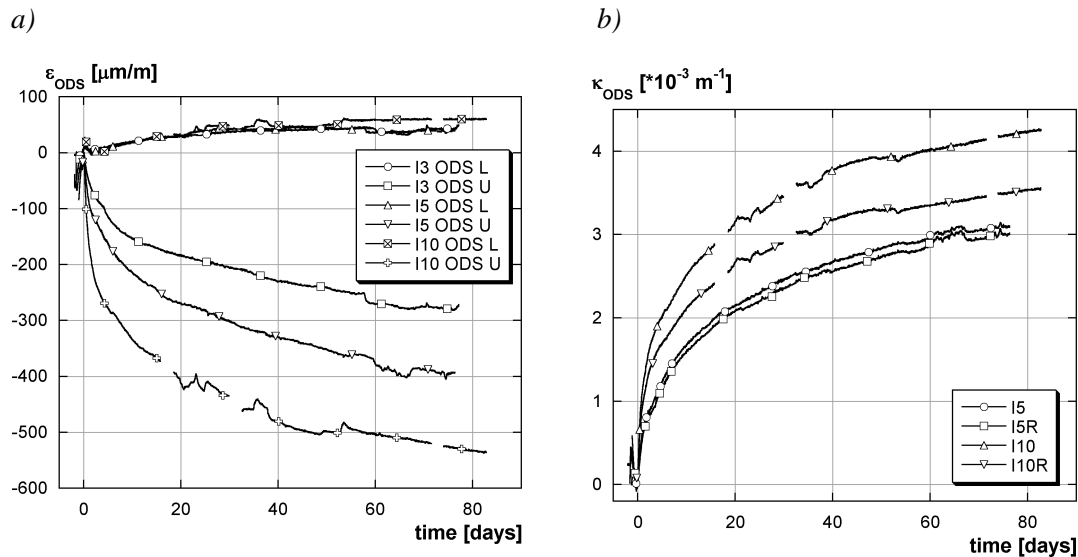 a)
b)
ε_ODS [μm/m]
100
0
-100
-200
-300
-400
-500
-600
0 20 40 60 80
time [days]
I3 ODS L
I3 ODS U
I5 ODS L
I5 ODS U
I10 ODS L
I10 ODS U
κ_ODS [*10⁻³ m⁻¹]
4
3
2
1
0
0 20 40 60 80
time [days]
I5
I5R
I10
I10R